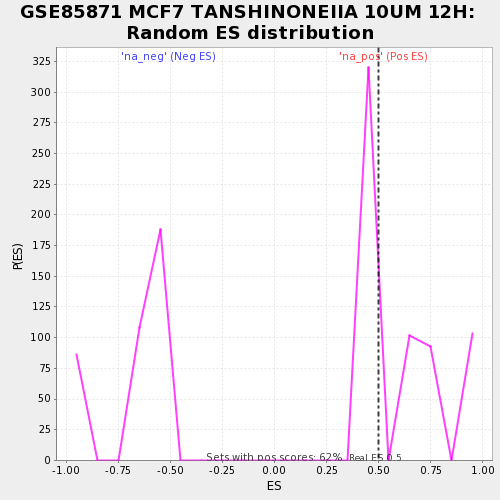 GSE85871 MCF7 TANSHINONEIIA 10UM 12H:
Random ES distribution
'na_neg' (Neg ES)
'na_pos' (Pos ES)
P(ES)
325
300
275
250
225
200
175
150
125
100
75
50
25
0
Sets with pos scores: 62%
Real ES 0.5
-1.00 -0.75 -0.50 -0.25 0.00 0.25 0.50 0.75 1.00
ES